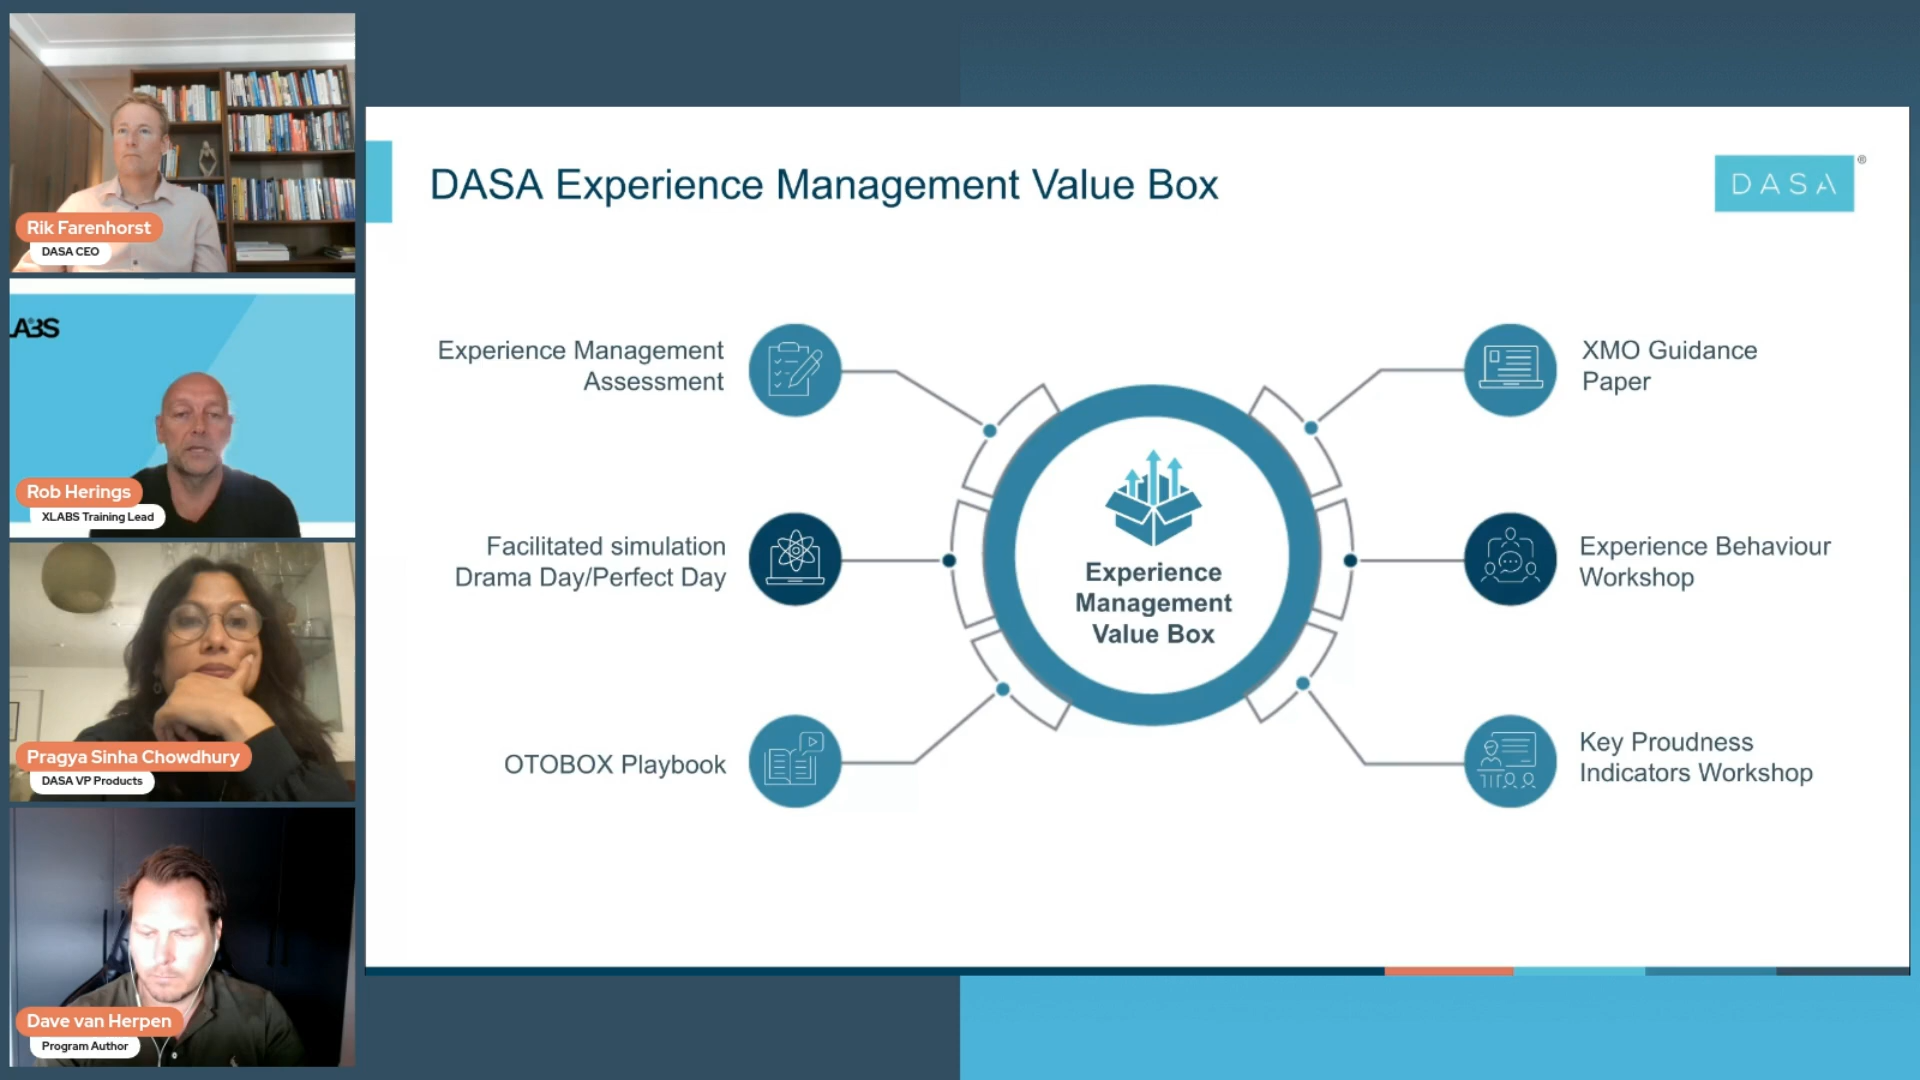 Rik Farenhorst
DASA CEO
Rob Herings
XLABS Training Lead
Pragya Sinha Chowdhury
DASA VP Products
Dave van Herpen
Program Author
DASA Experience Management Value Box
DASA
®
Experience Management
Assessment
Facilitated simulation
Drama Day/Perfect Day
OTOBOX Playbook
Experience
Management
Value Box
XMO Guidance
Paper
Experience Behaviour
Workshop
Key Proudness
Indicators Workshop